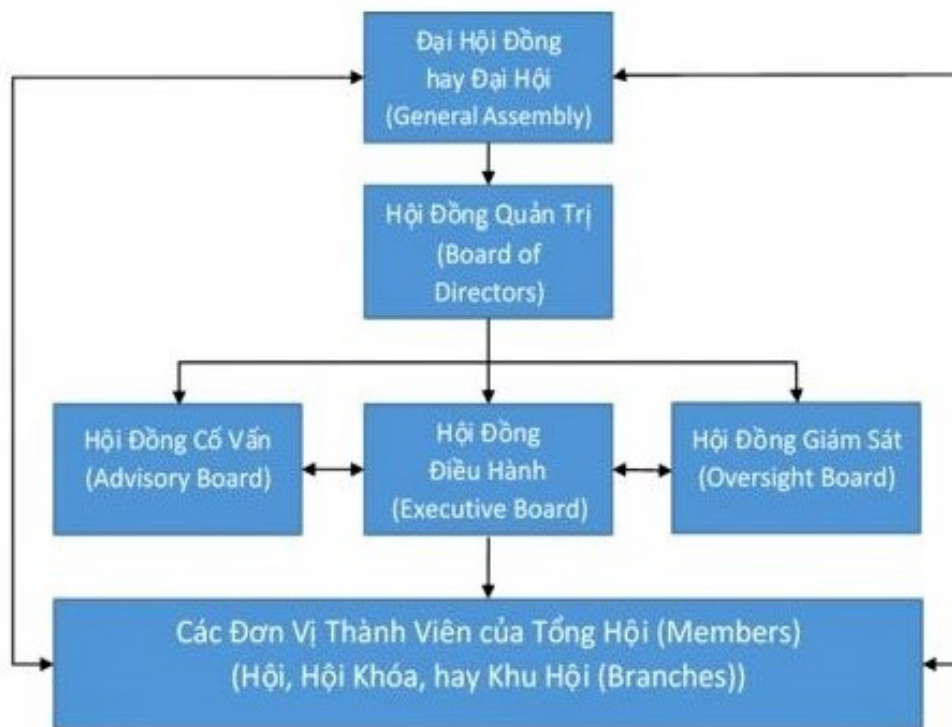 Đại Hội Đồng
hay Đại Hội
(General Assembly)
Hội Đồng Quản Trị
(Board of
Directors)
Hội Đồng Cố Vấn
(Advisory Board)
Hội Đồng
Điều Hành
(Executive Board)
Hội Đồng Giám Sát
(Oversight Board)
Các Đơn Vị Thành Viên của Tổng Hội (Members)
(Hội, Hội Khóa, hay Khu Hội (Branches))